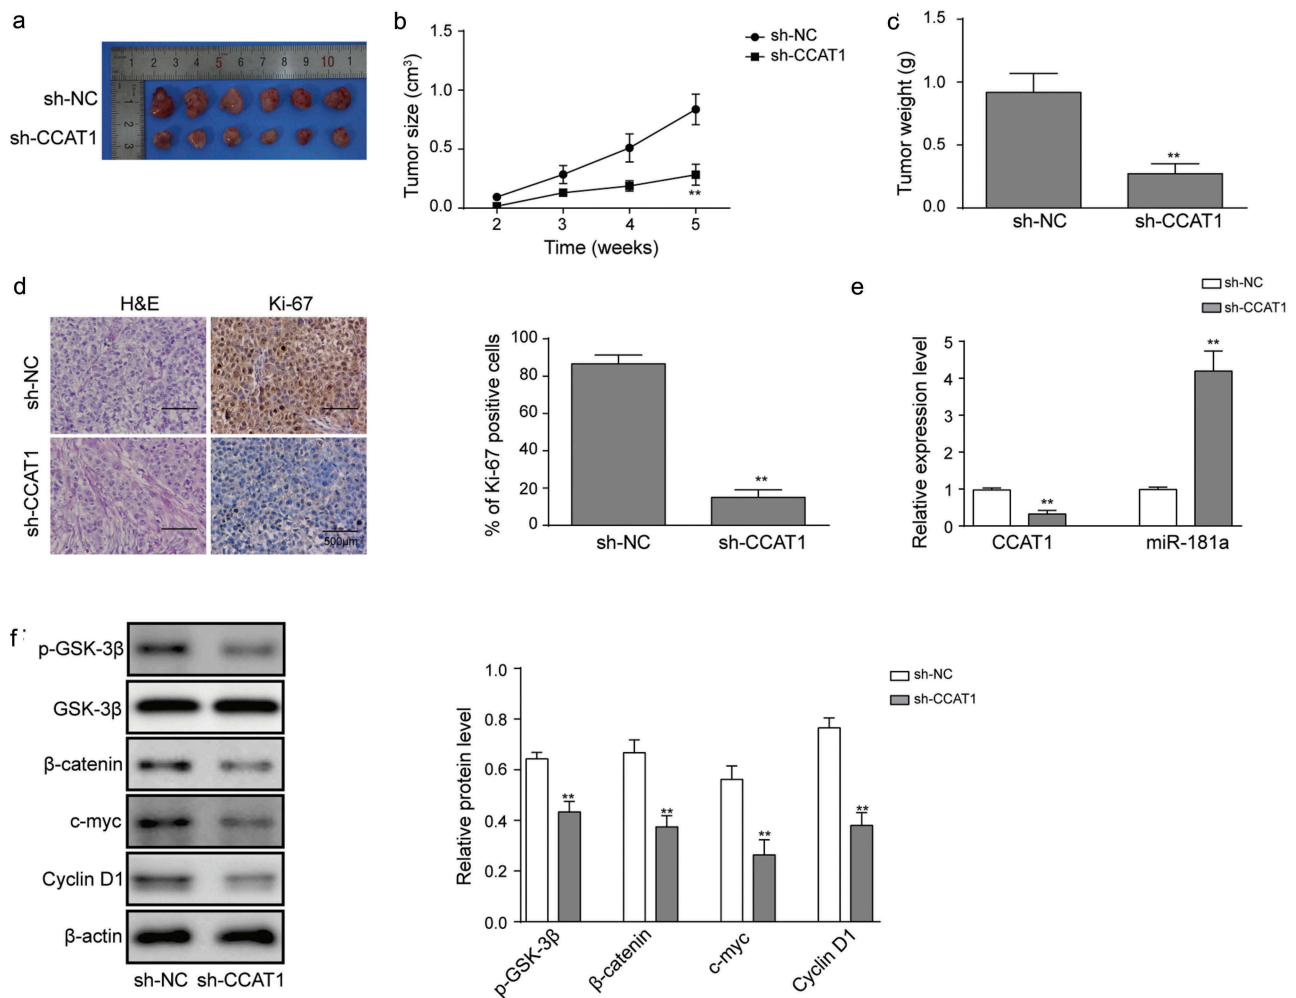 a
1 2 3 4 5 6 7 8 9 10 1
1
2
3
sh-NC
sh-CCAT1
b
Tumor size (cm³)
1.5
1.0
0.5
0.0
2 3 4 5
Time (weeks)
**
sh-NC
sh-CCAT1
c
Tumor weight (g)
1.5
1.0
0.5
0.0
**
sh-NC sh-CCAT1
d
H&E Ki-67
sh-NC
sh-CCAT1
500μm
% of Ki-67 positive cells
100
80
60
40
20
0
**
sh-NC sh-CCAT1
e
sh-NC
sh-CCAT1
Relative expression level
5
4
5
2
1
0
**
**
CCAT1 miR-181a
f
p-GSK-3β
GSK-3β
β-catenin
c-myc
Cyclin D1
β-actin
sh-NC sh-CCAT1
Relative protein level
1.0
0.8
0.6
0.4
0.2
0.0
**
**
**
**
p-GSK-3β
β-catenin
c-myc
Cyclin D1
sh-NC
sh-CCAT1